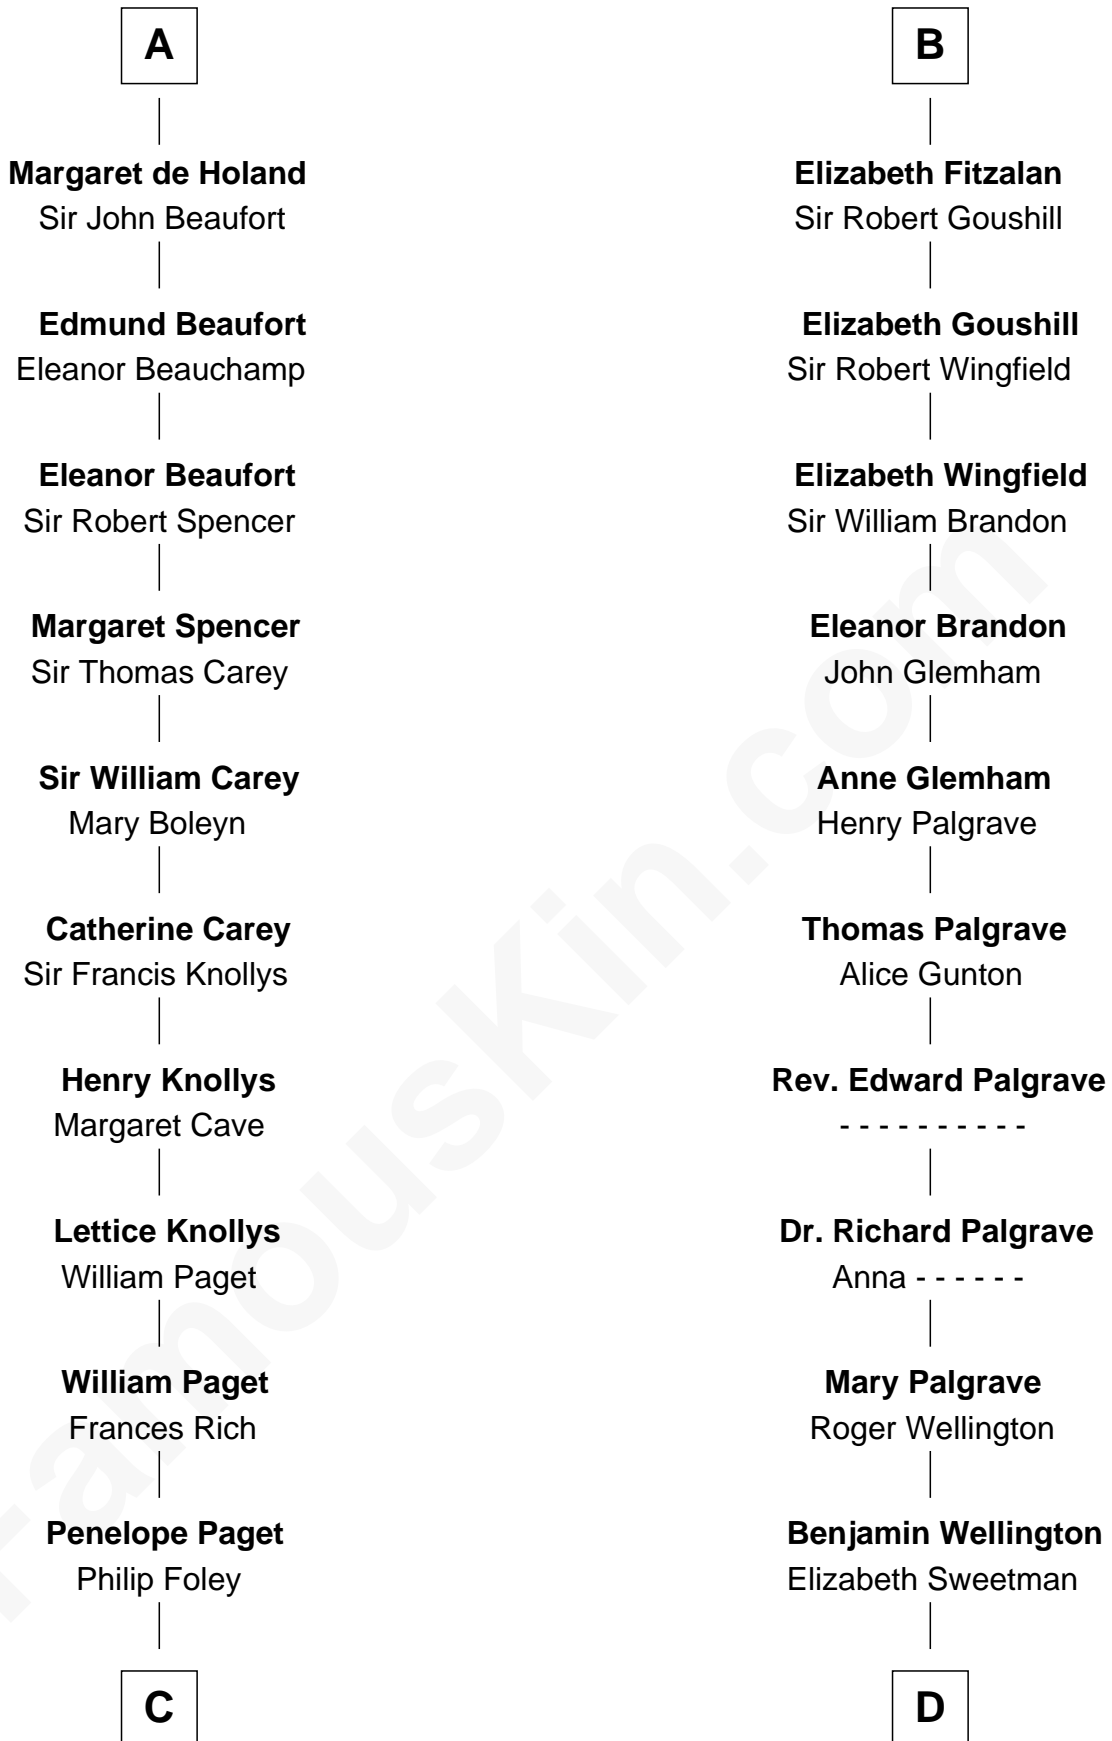 A
Margaret de Holand
Sir John Beaufort
Edmund Beaufort
Eleanor Beauchamp
Eleanor Beaufort
Sir Robert Spencer
Margaret Spencer
Sir Thomas Carey
Sir William Carey
Mary Boleyn
Catherine Carey
Sir Francis Knollys
Henry Knollys
Margaret Cave
Lettice Knollys
William Paget
William Paget
Frances Rich
Penelope Paget
Philip Foley
C
B
Elizabeth Fitzalan
Sir Robert Goushill
Elizabeth Goushill
Sir Robert Wingfield
Elizabeth Wingfield
Sir William Brandon
Eleanor Brandon
John Glemham
Anne Glemham
Henry Palgrave
Thomas Palgrave
Alice Gunton
Rev. Edward Palgrave
- - - - - - - - - -
Dr. Richard Palgrave
Anna - - - - - -
Mary Palgrave
Roger Wellington
Benjamin Wellington
Elizabeth Sweetman
D
FamousKin.com